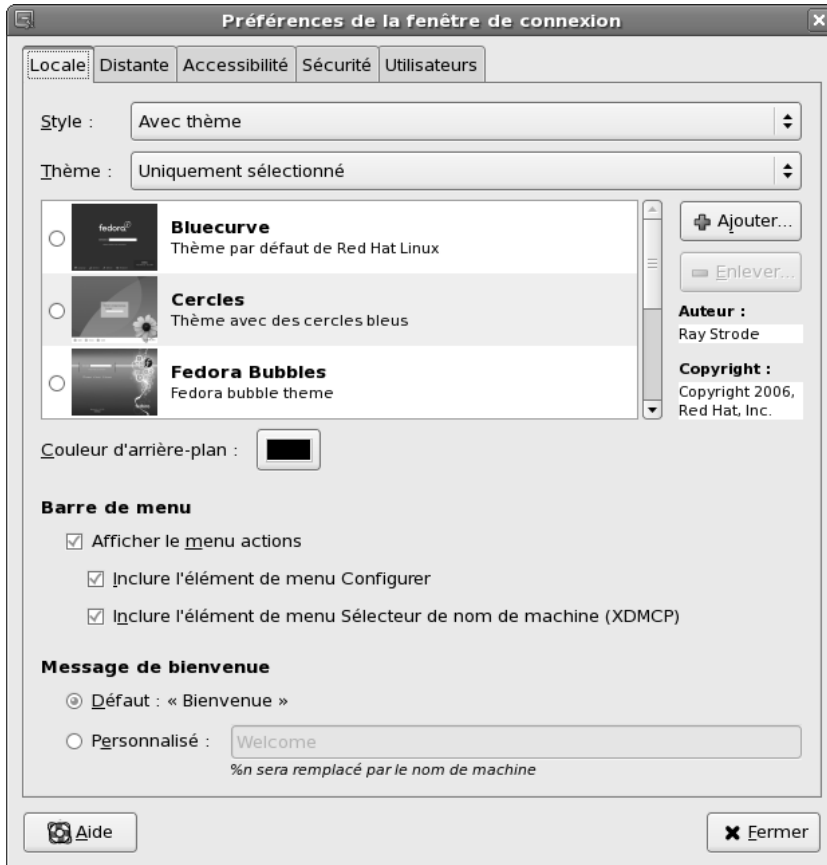 Préférences de la fenêtre de connexion
Locale Distante Accessibilité Sécurité Utilisateurs
Style : Avec thème
Thème : Uniquement sélectionné
fedora
Bluecurve
Thème par défaut de Red Hat Linux
Cercles
Thème avec des cercles bleus
Fedora Bubbles
Fedora bubble theme
Ajouter...
Enlever...
Auteur :
Ray Strode
Copyright :
Copyright 2006,
Red Hat, Inc.
Couleur d'arrière-plan :
Barre de menu
Afficher le menu actions
Inclure l'élément de menu Configurer
Inclure l'élément de menu Sélecteur de nom de machine (XDMCP)
Message de bienvenue
Défaut : « Bienvenue »
Personnalisé : Welcome
%n sera remplacé par le nom de machine
Aide
Fermer